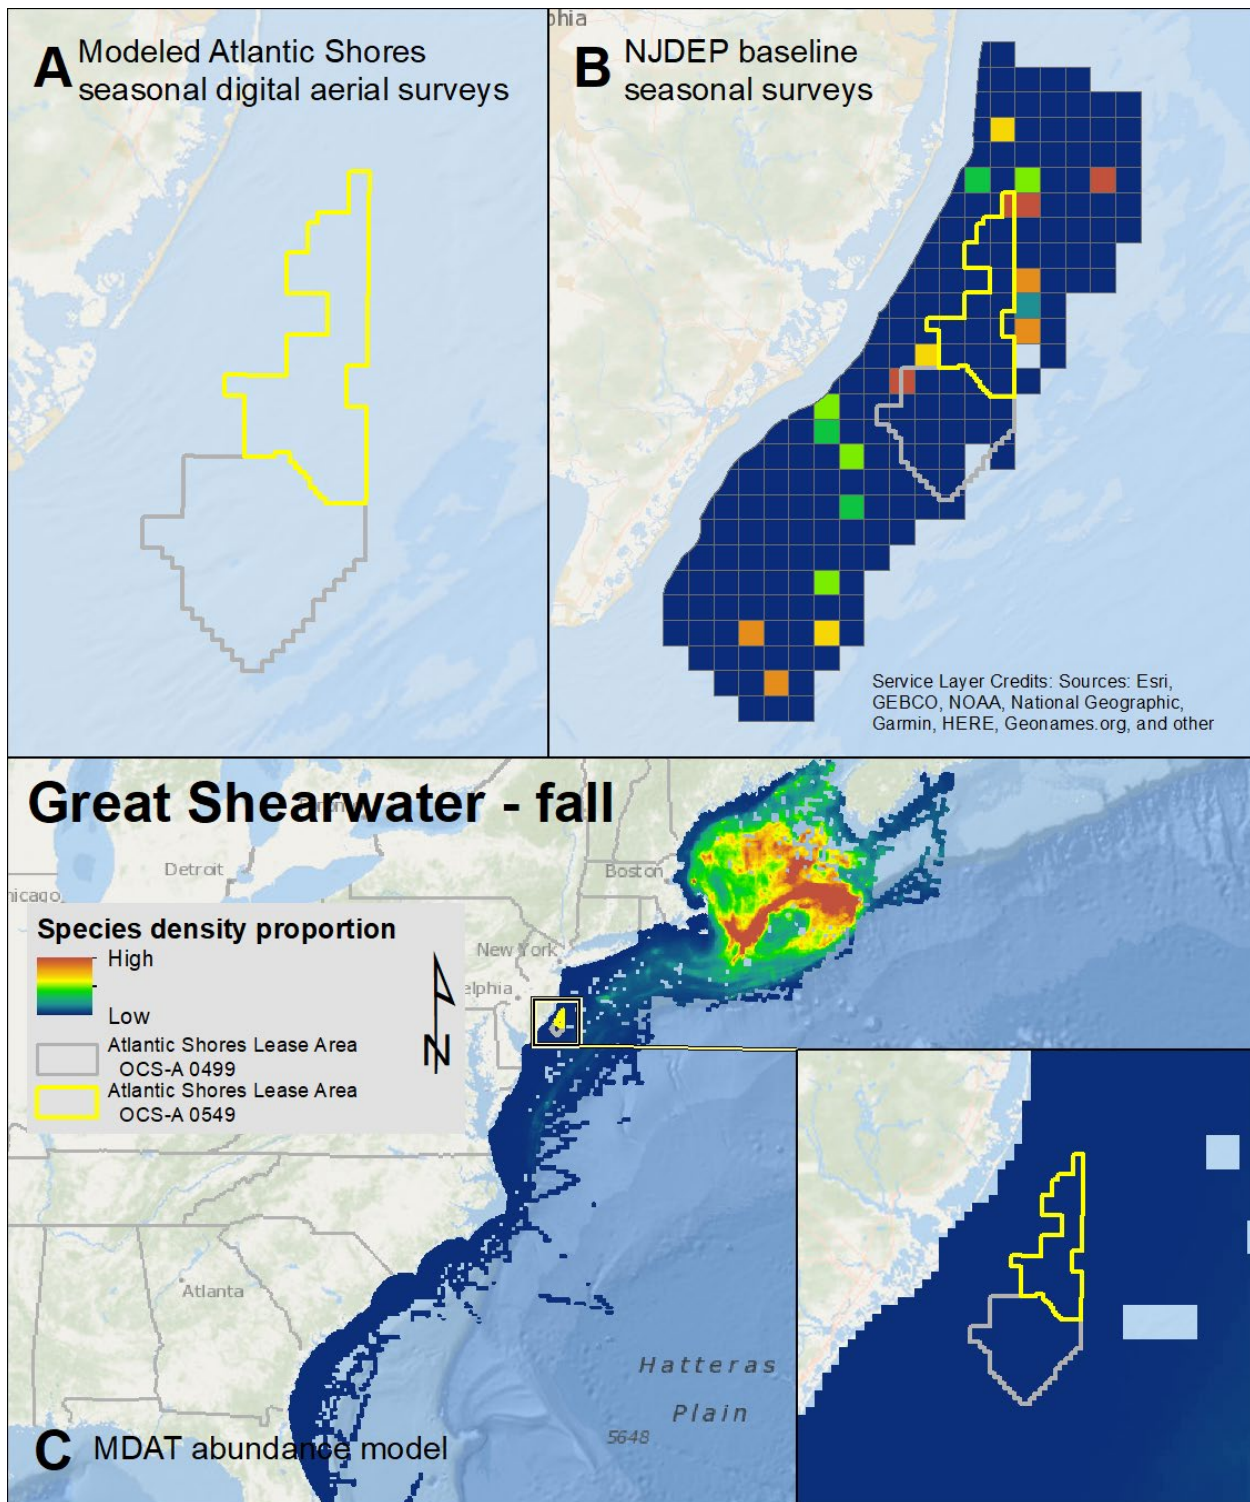 A Modeled Atlantic Shores
seasonal digital aerial surveys
phia
B NJDEP baseline
seasonal surveys
Service Layer Credits: Sources: Esri,
GEBCO, NOAA, National Geographic,
Garmin, HERE, Geonames.org, and other
Great Shearwater - fall
Detroit
Boston
hicago
Species density proportion
High
Low
New York
elphia
Atlantic Shores Lease Area
OCS-A 0499
Atlantic Shores Lease Area
OCS-A 0549
N
Atlanta
Hatteras
Plain
5648
C MDAT abundance model